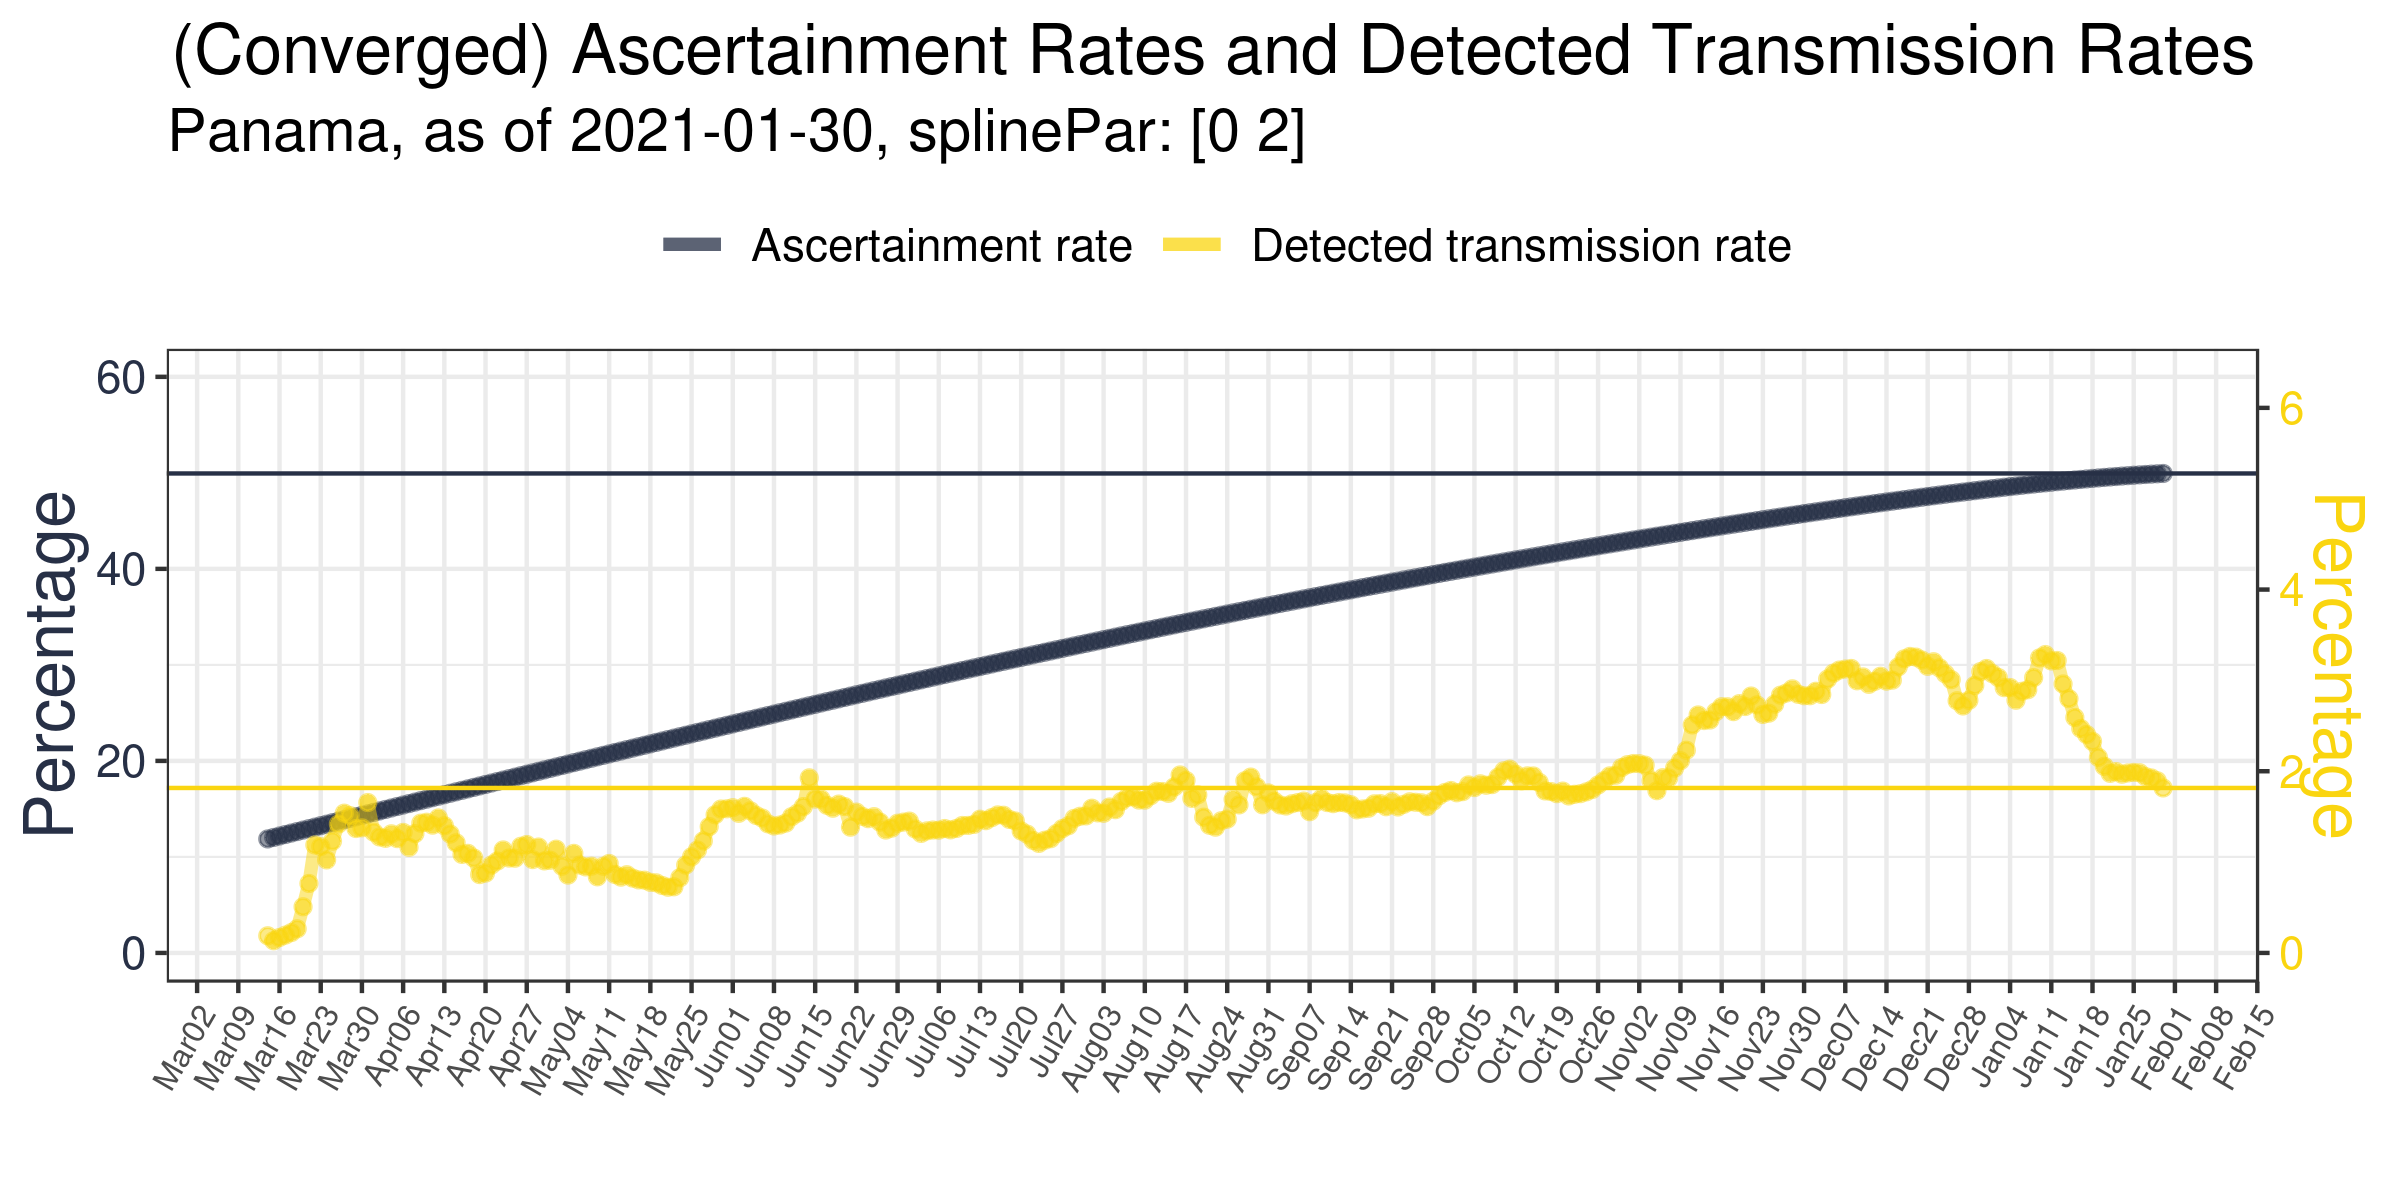 (Converged) Ascertainment Rates and Detected Transmission Rates
Panama, as of 2021-01-30, splinePar: [0 2]
Ascertainment rate
Detected transmission rate
Percentage
60
40
20
0
6
4
2
0
Percentage
Mar02
Mar09
Mar16
Mar23
Mar30
Apr06
Apr13
Apr20
Apr27
May04
May11
May18
May25
Jun01
Jun08
Jun15
Jun22
Jun29
Jul06
Jul13
Jul20
Jul27
Aug03
Aug10
Aug17
Aug24
Aug31
Sep07
Sep14
Sep21
Sep28
Oct05
Oct12
Oct19
Oct26
Nov02
Nov09
Nov16
Nov23
Nov30
Dec07
Dec14
Dec21
Dec28
Jan04
Jan11
Jan18
Jan25
Feb01
Feb08
Feb15